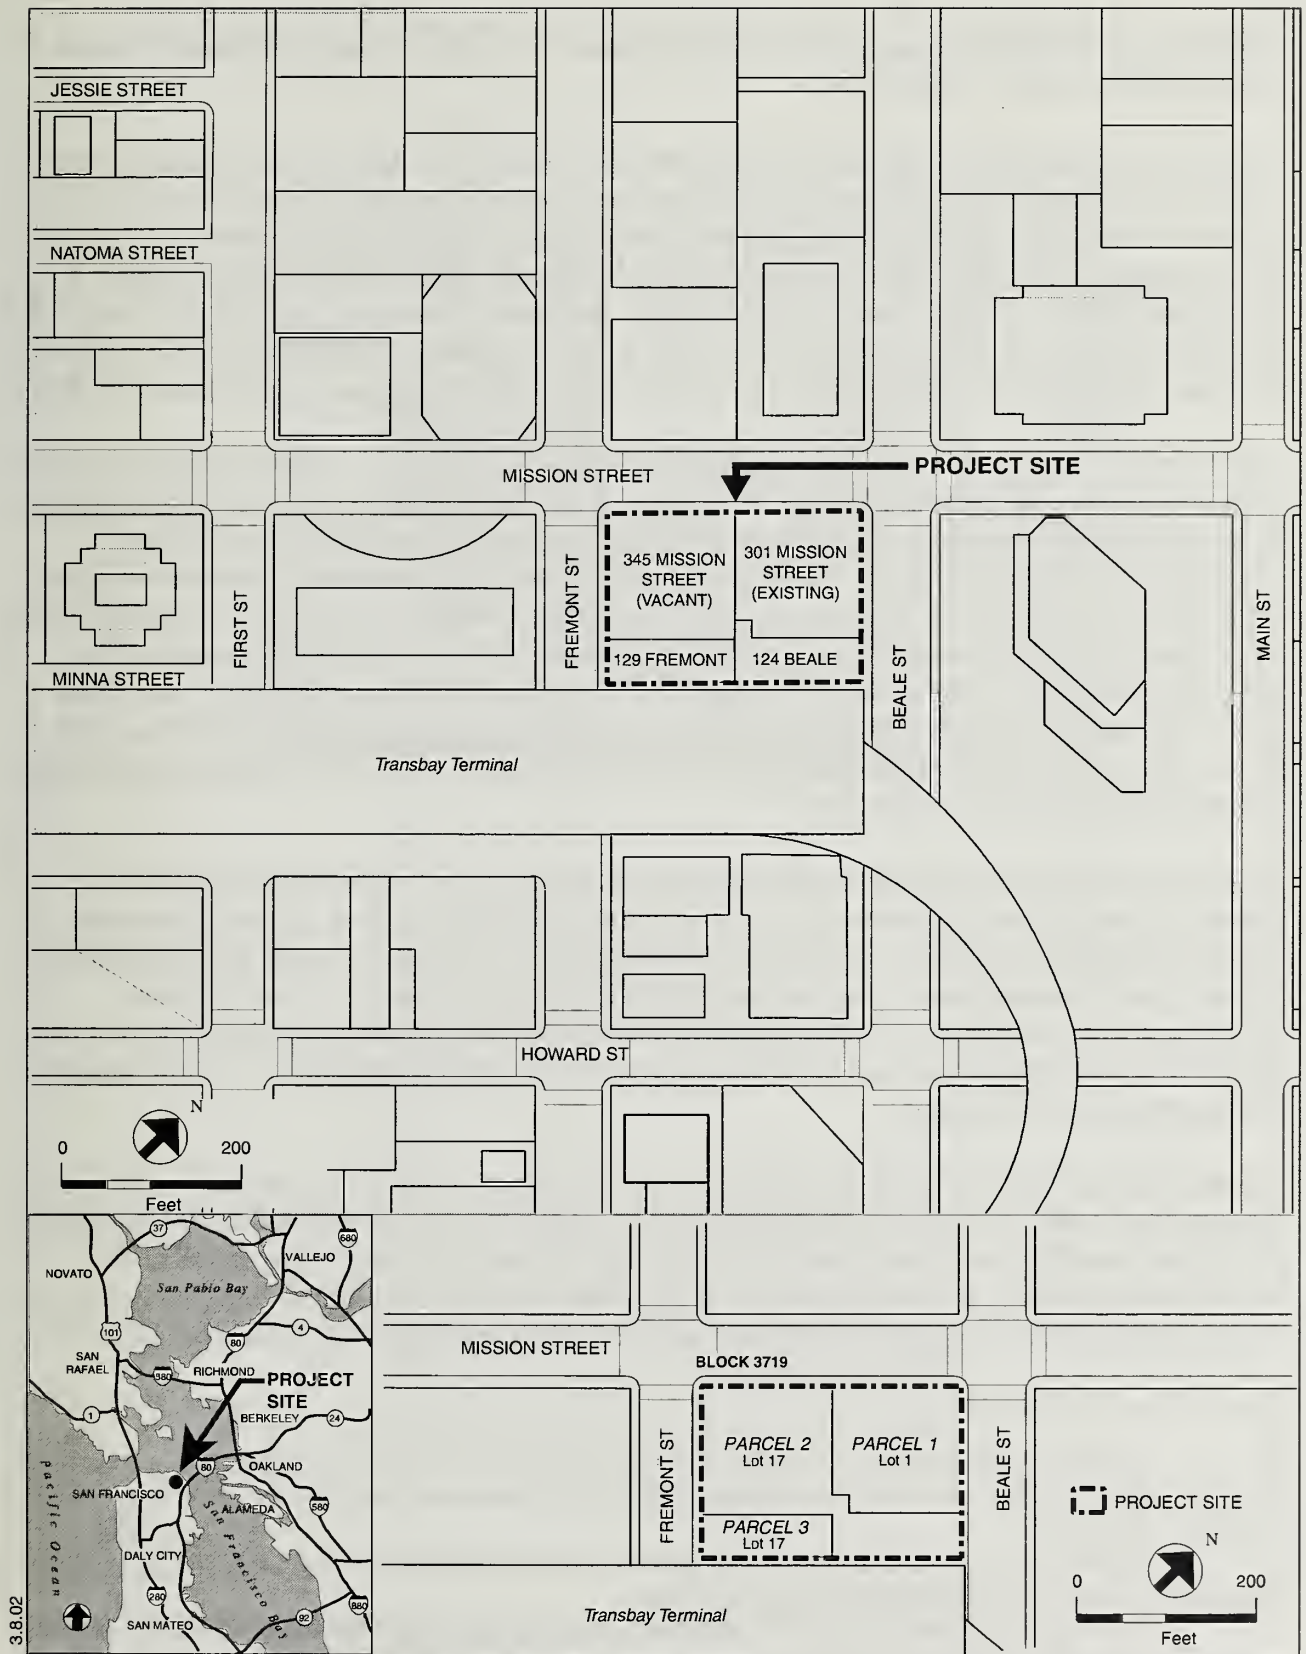 JESSIE STREET
NATOMA STREET
MISSION STREET
PROJECT SITE
345 MISSION
STREET
(VACANT)
301 MISSION
STREET
(EXISTING)
129 FREMONT
124 BEALE
FIRST ST
FREMONT ST
BEALE ST
MAIN ST
MINNA STREET
Transbay Terminal
HOWARD ST
N
0
200
Feet
37
680
VALLEJO
NOVATO
San Pablo Bay
101
4
80
SAN
RAFAEL
580
RICHMOND
PROJECT
SITE
1
BERKELEY
24
80
OAKLAND
SAN FRANCISCO
ALAMEDA
580
Pacific Ocean
San Francisco Bay
DALY CITY
280
92
880
SAN MATEO
3.8.02
MISSION STREET
BLOCK 3719
PARCEL 2
Lot 17
PARCEL 1
Lot 1
PARCEL 3
Lot 17
FREMONT ST
BEALE ST
PROJECT SITE
N
0
200
Feet
Transbay Terminal